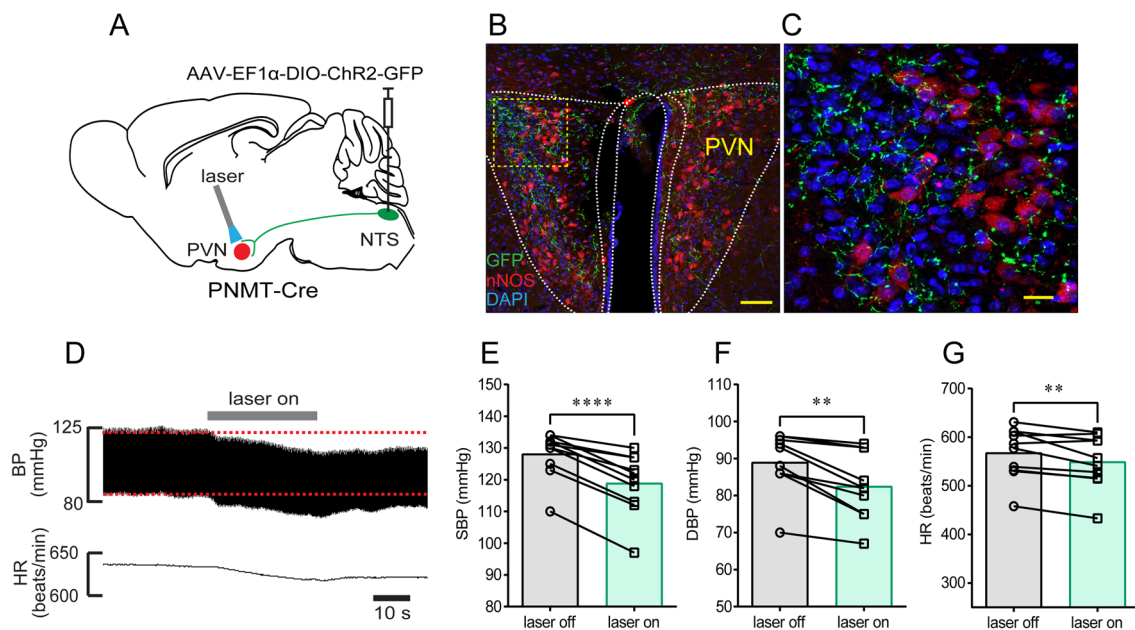 A
AAV-EF1α-DIO-ChR2-GFP
laser
PVN
NTS
PNMT-Cre
B
PVN
GFP
nNOS
DAPI
C
D
laser on
125
80
BP
(mmHg)
650
600
HR
(beats/min)
10 s
E
****
150
140
130
120
110
100
90
80
SBP (mmHg)
laser off laser on
F
**
110
100
90
80
70
60
50
DBP (mmHg)
laser off laser on
G
**
700
600
500
400
300
HR (beats/min)
laser off laser on